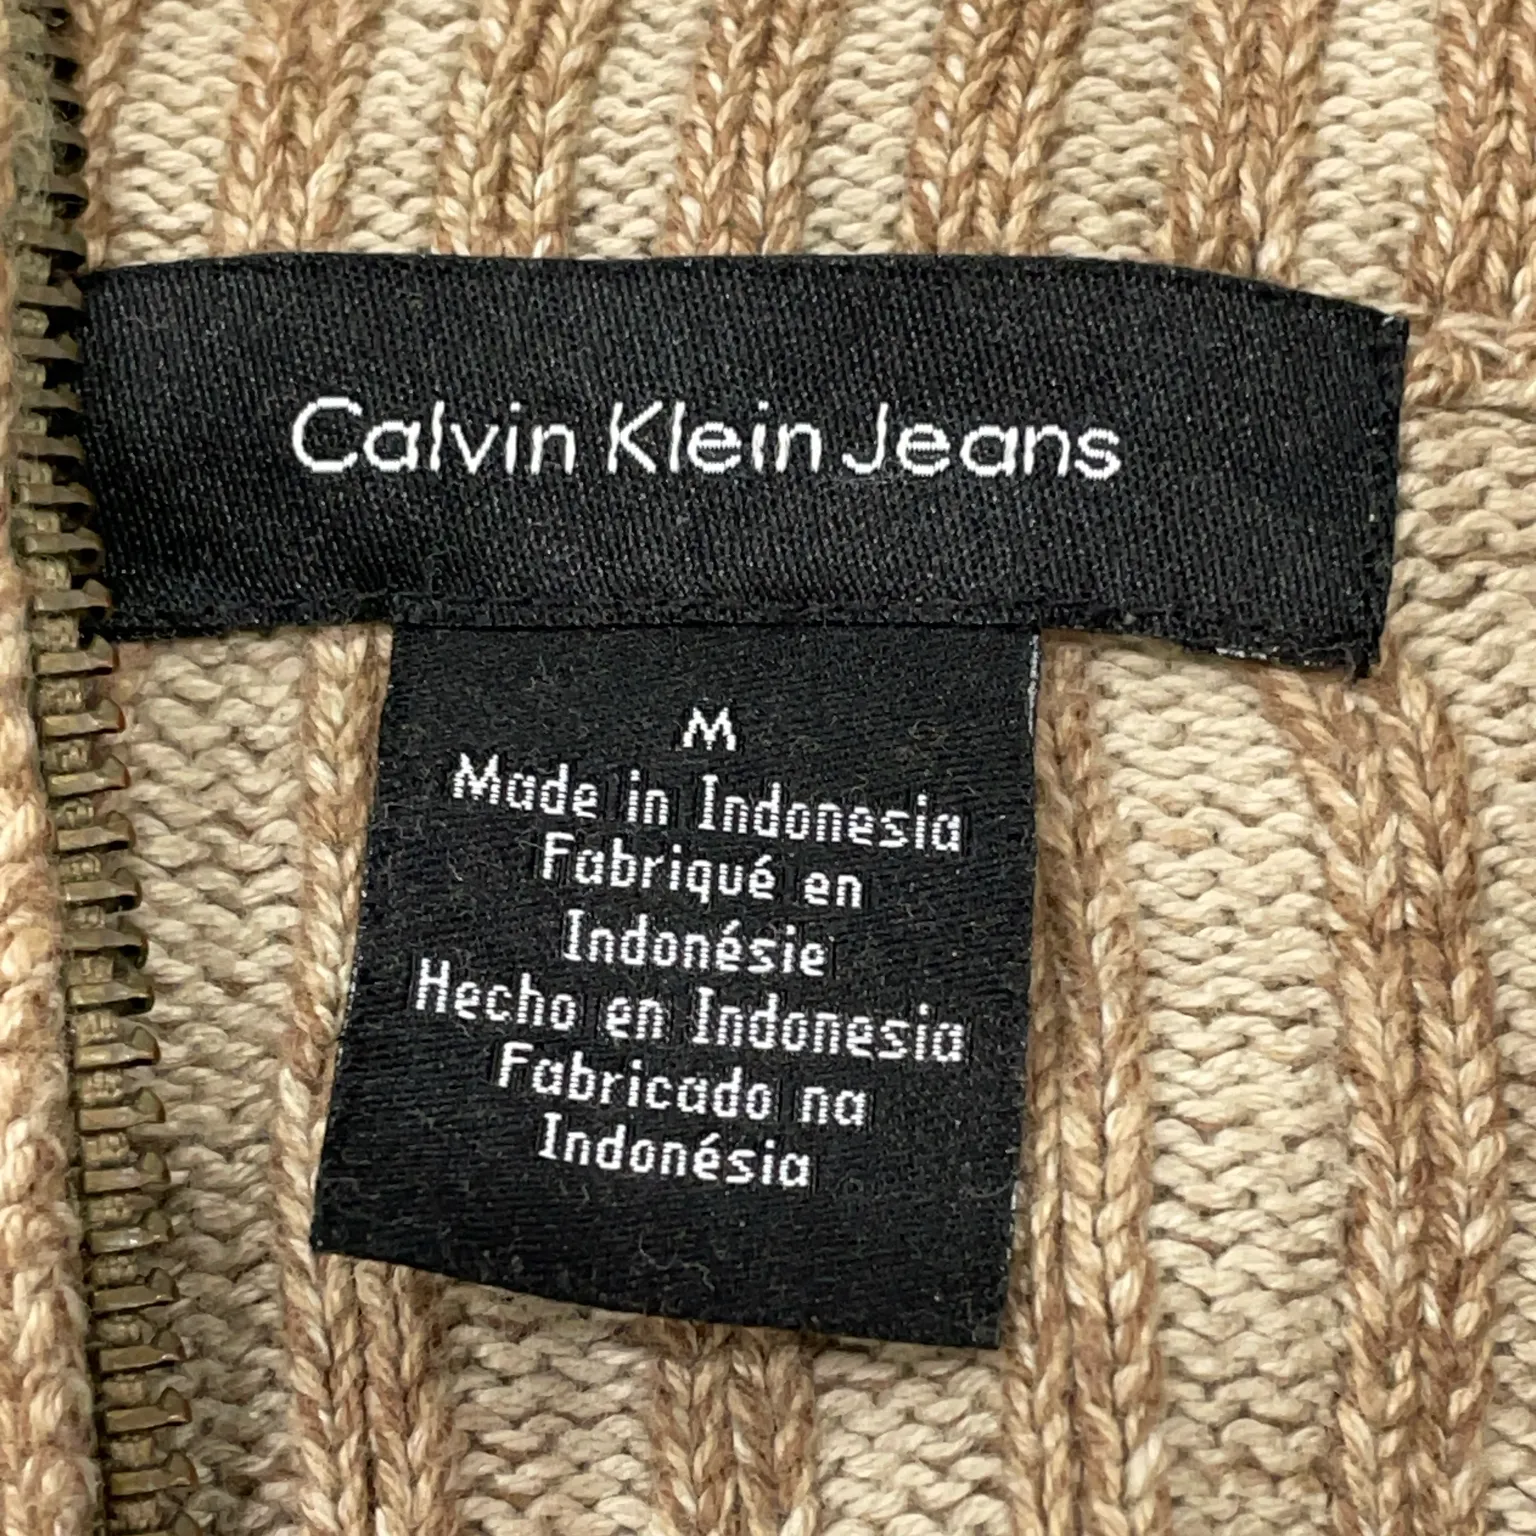 Calvin Klein Jeans
M
Made in Indonesia
Fabriqué en
Indonésie
Hecho en Indonesia
Fabricado na
Indonésia